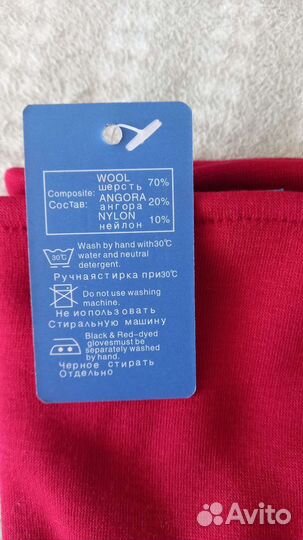 WOOL
шерсть 70%
Composite: ANGORA
Состав: ангора 20%
NYLON
нейлон 10%
30°C
Wash by hand with30℃
water and neutral
detergent.
Ручнаястирка при30℃
Do not use washing
machine.
Не использовать
Стиральную машину
Black & Red-dyed
glovesmust be
separately washed
by hand.
Черное стирать
Отдельно
Avito